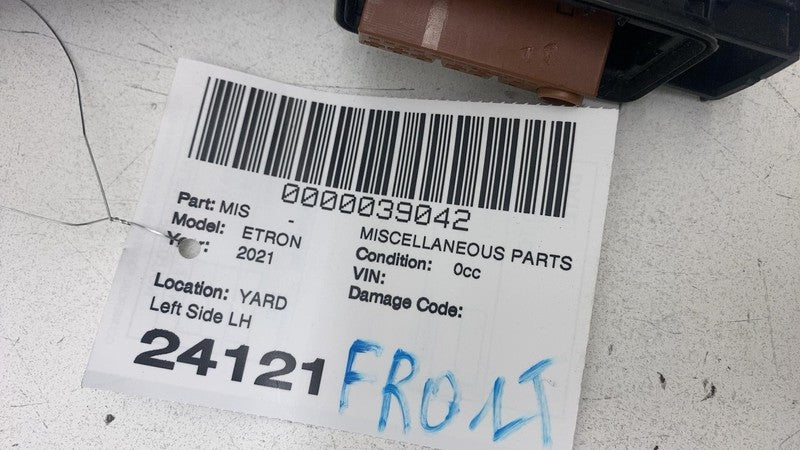 0000039042
Part: MIS - MISCELLANEOUS PARTS
Model: ETRON Condition: 0cc
Year: 2021 VIN:
Damage Code:
Location: YARD
Left Side LH
24121 FRONT